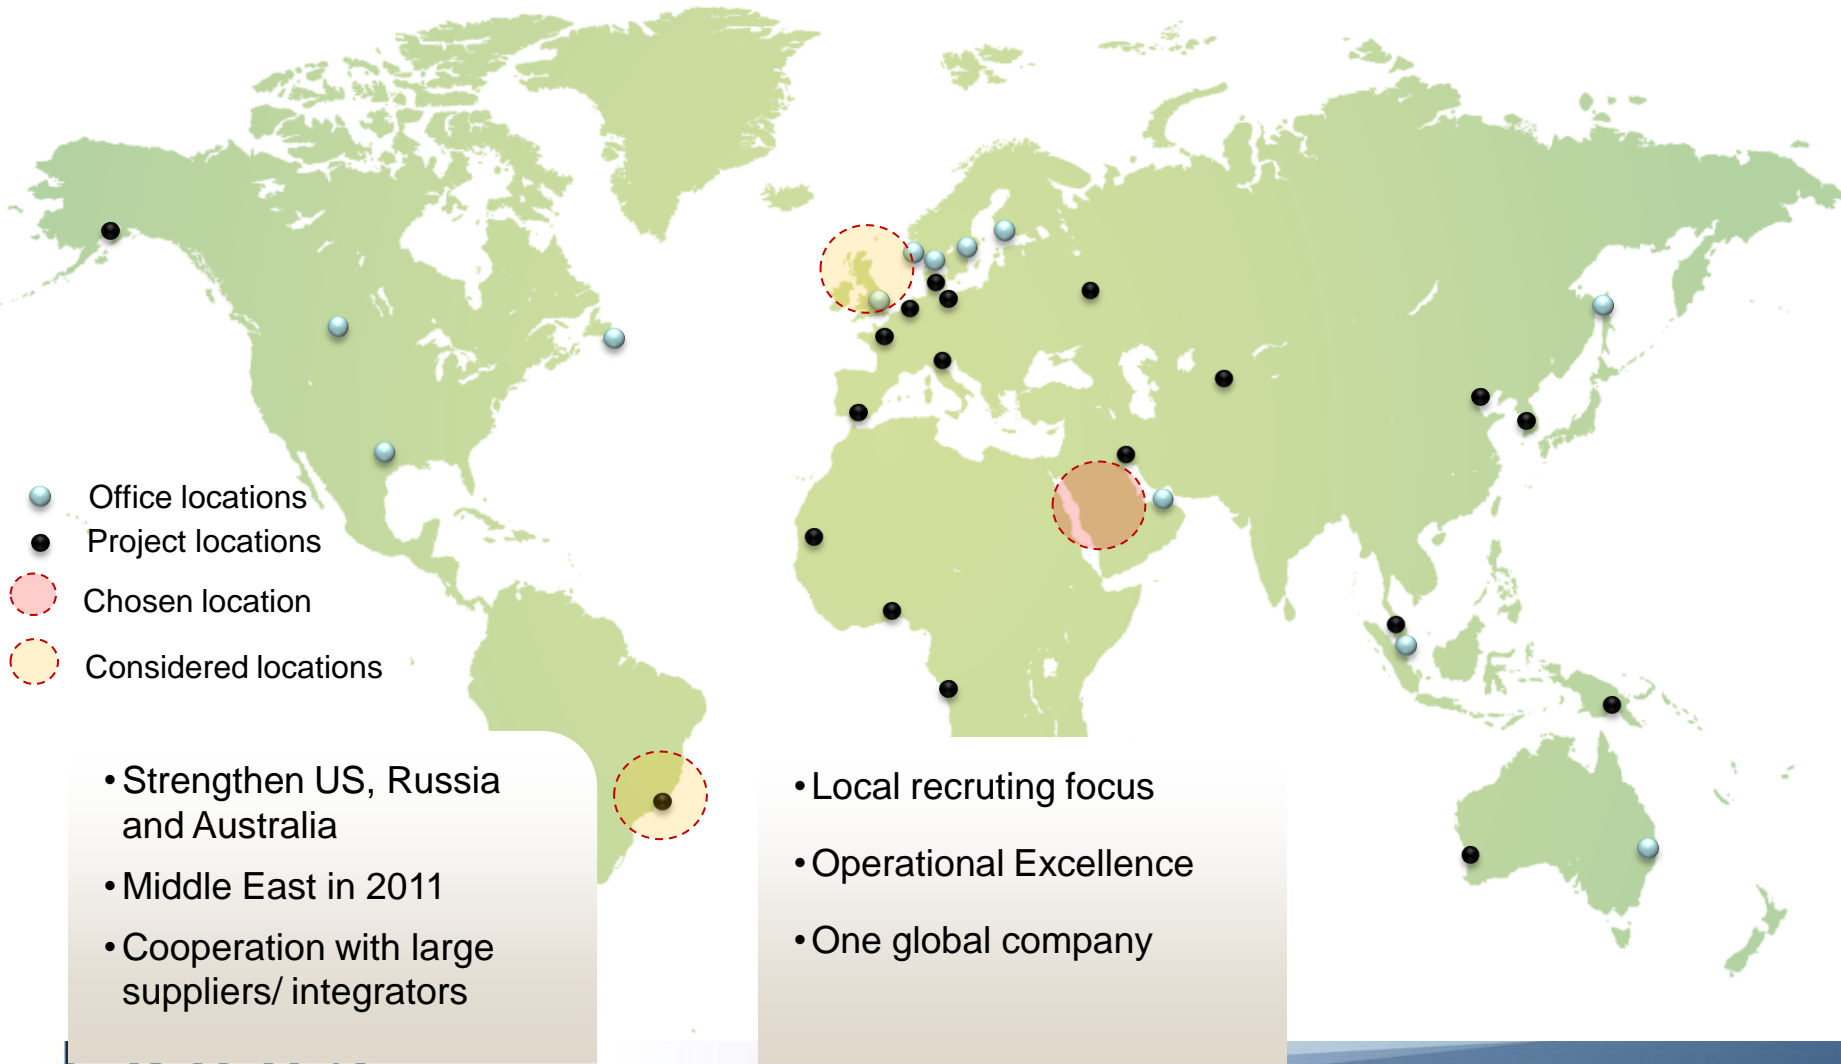 Office locations
Project locations
Chosen location
Considered locations
• Strengthen US, Russia
and Australia
• Middle East in 2011
• Cooperation with large
suppliers/ integrators
• Local recruting focus
• Operational Excellence
• One global company